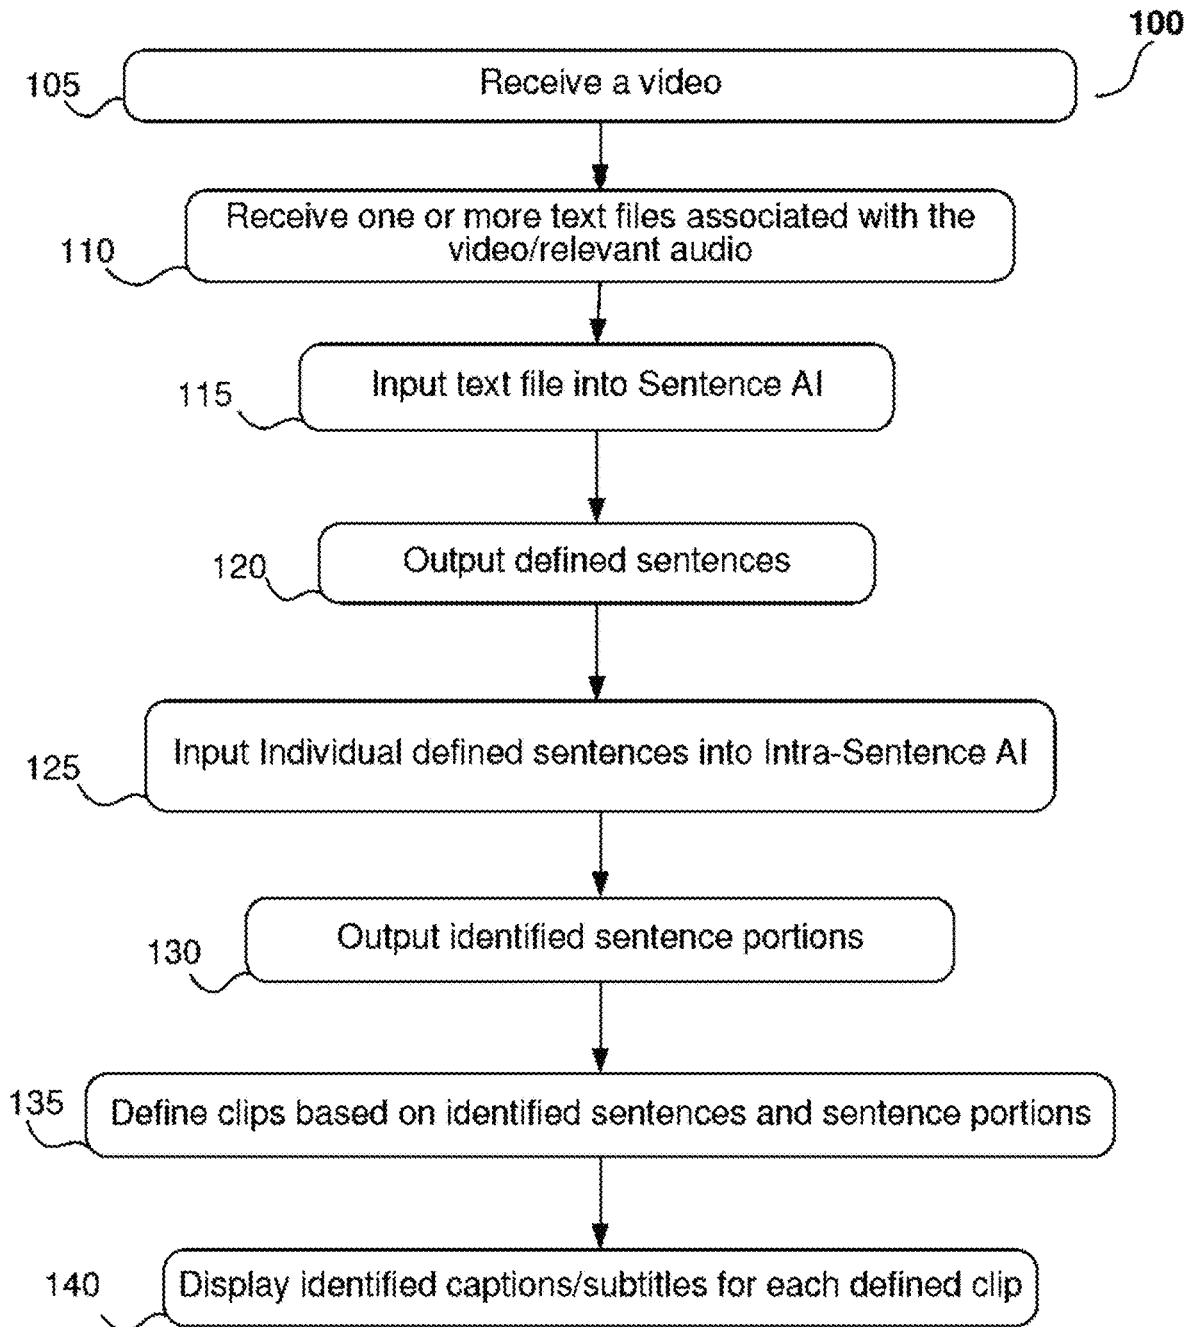 100
105
Receive a video
Receive one or more text files associated with the
video/relevant audio
110
115
Input text file into Sentence AI
120
Output defined sentences
125
Input Individual defined sentences into Intra-Sentence AI
130
Output identified sentence portions
135
Define clips based on identified sentences and sentence portions
140
Display identified captions/subtitles for each defined clip